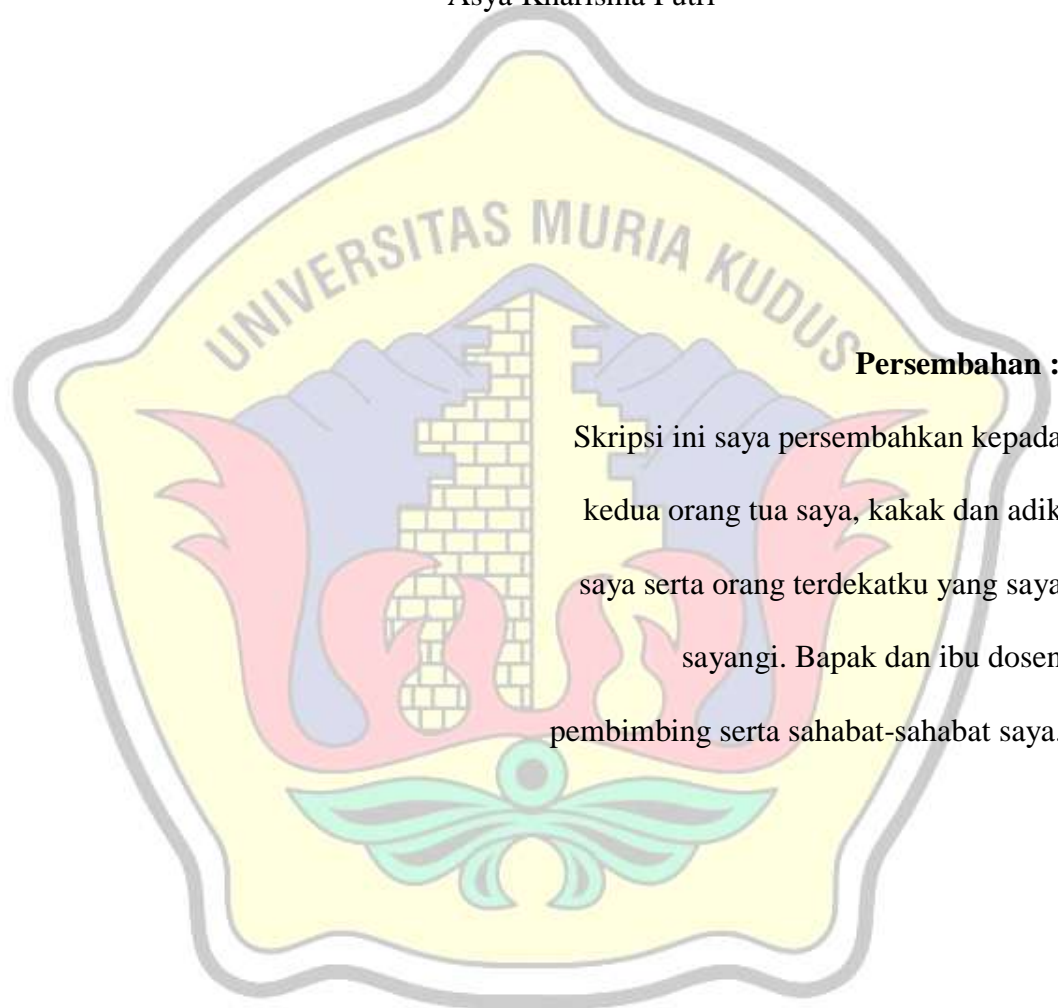 Asya Kharisma Putri
UNIVERSITAS MURIA KUDUS
Persembahan :
Skripsi ini saya persembahkan kepada
kedua orang tua saya, kakak dan adik
saya serta orang terdekatku yang saya
sayangi. Bapak dan ibu dosen
pembimbing serta sahabat-sahabat saya.